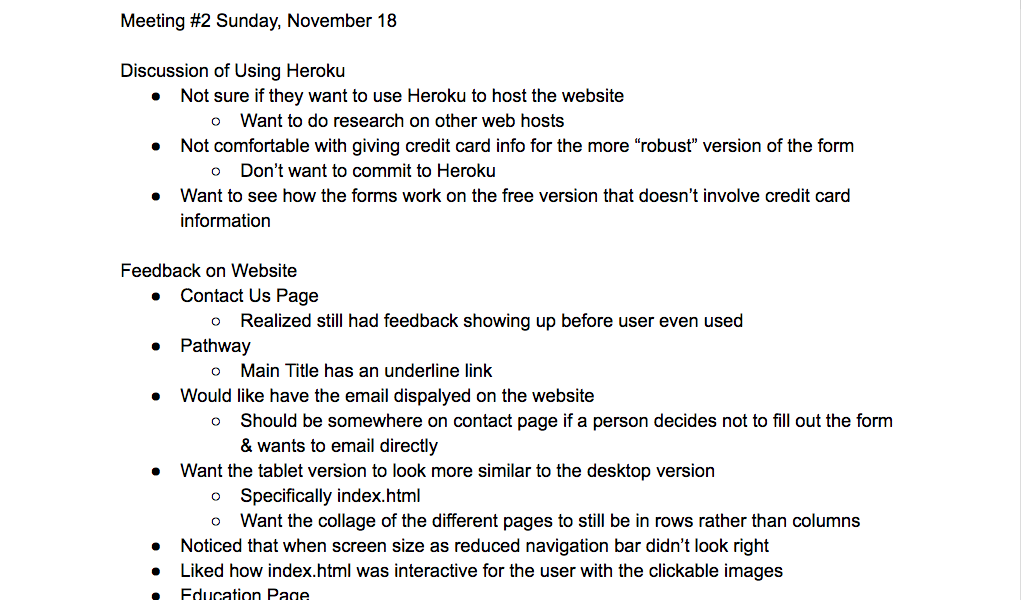 Meeting #2 Sunday, November 18
Discussion of Using Heroku
● Not sure if they want to use Heroku to host the website
○ Want to do research on other web hosts
● Not comfortable with giving credit card info for the more “robust” version of the form
○ Don’t want to commit to Heroku
● Want to see how the forms work on the free version that doesn’t involve credit card
information
Feedback on Website
● Contact Us Page
○ Realized still had feedback showing up before user even used
● Pathway
○ Main Title has an underline link
● Would like have the email dispalyed on the website
○ Should be somewhere on contact page if a person decides not to fill out the form
& wants to email directly
● Want the tablet version to look more similar to the desktop version
○ Specifically index.html
○ Want the collage of the different pages to still be in rows rather than columns
● Noticed that when screen size as reduced navigation bar didn’t look right
● Liked how index.html was interactive for the user with the clickable images
● Education Page